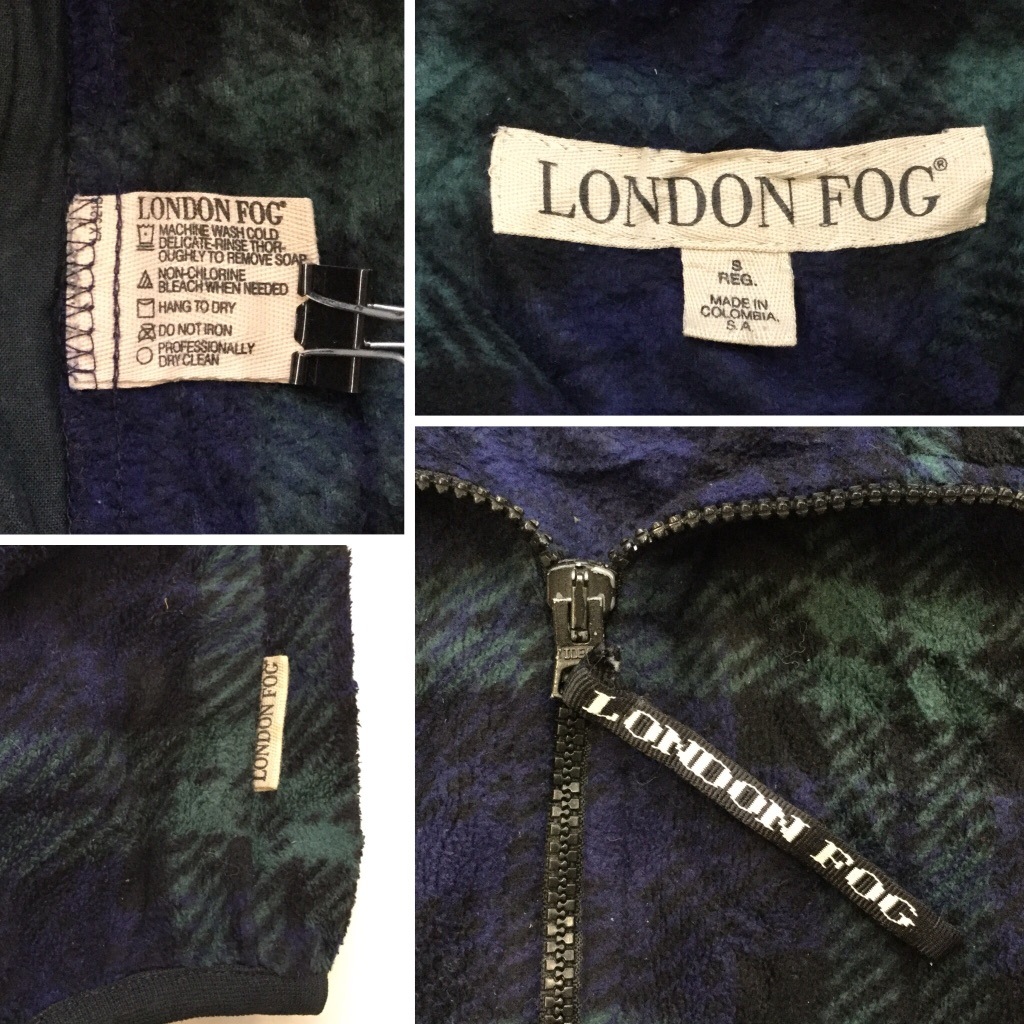 LONDON FOG®
MACHINE WASH COLD
DELICATE-RINSE THOR-
OUGHLY TO REMOVE SOAP
NON-CHLORINE
BLEACH WHEN NEEDED
HANG TO DRY
DO NOT IRON
PROFESSIONALLY
DRY CLEAN
LONDON FOG®
S
REG.
MADE IN
COLOMBIA,
S.A.
LONDON FOG
LONDON FOG